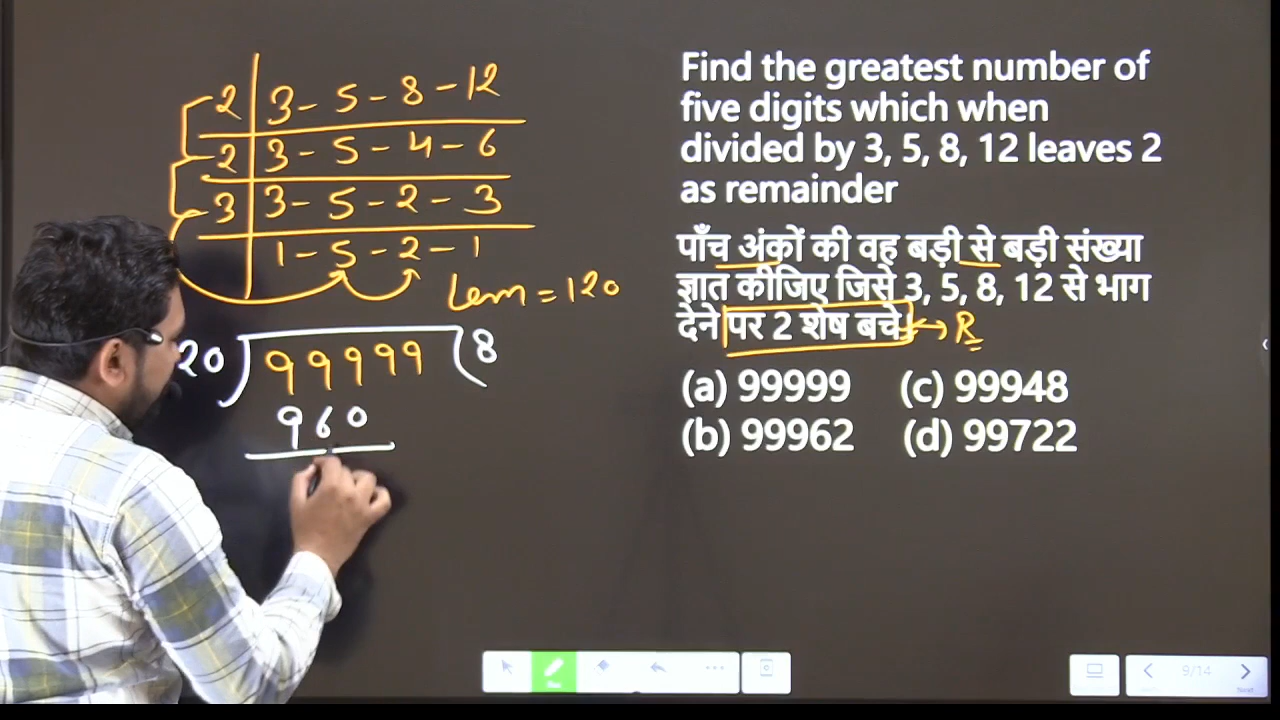 2 3 - 5 - 8 - 12
2 3 - 5 - 4 - 6
3 3 - 5 - 2 - 3
1 - 5 - 2 - 1
Lcm = 120
20 ) 99999 ( 8
960
Find the greatest number of
five digits which when
divided by 3, 5, 8, 12 leaves 2
as remainder
पाँच अंकों की वह बड़ी से बड़ी संख्या
ज्ञात कीजिए जिसे 3, 5, 8, 12 से भाग
देने पर 2 शेष बचे। → R
(a) 99999 (c) 99948
(b) 99962 (d) 99722
9/14
Next